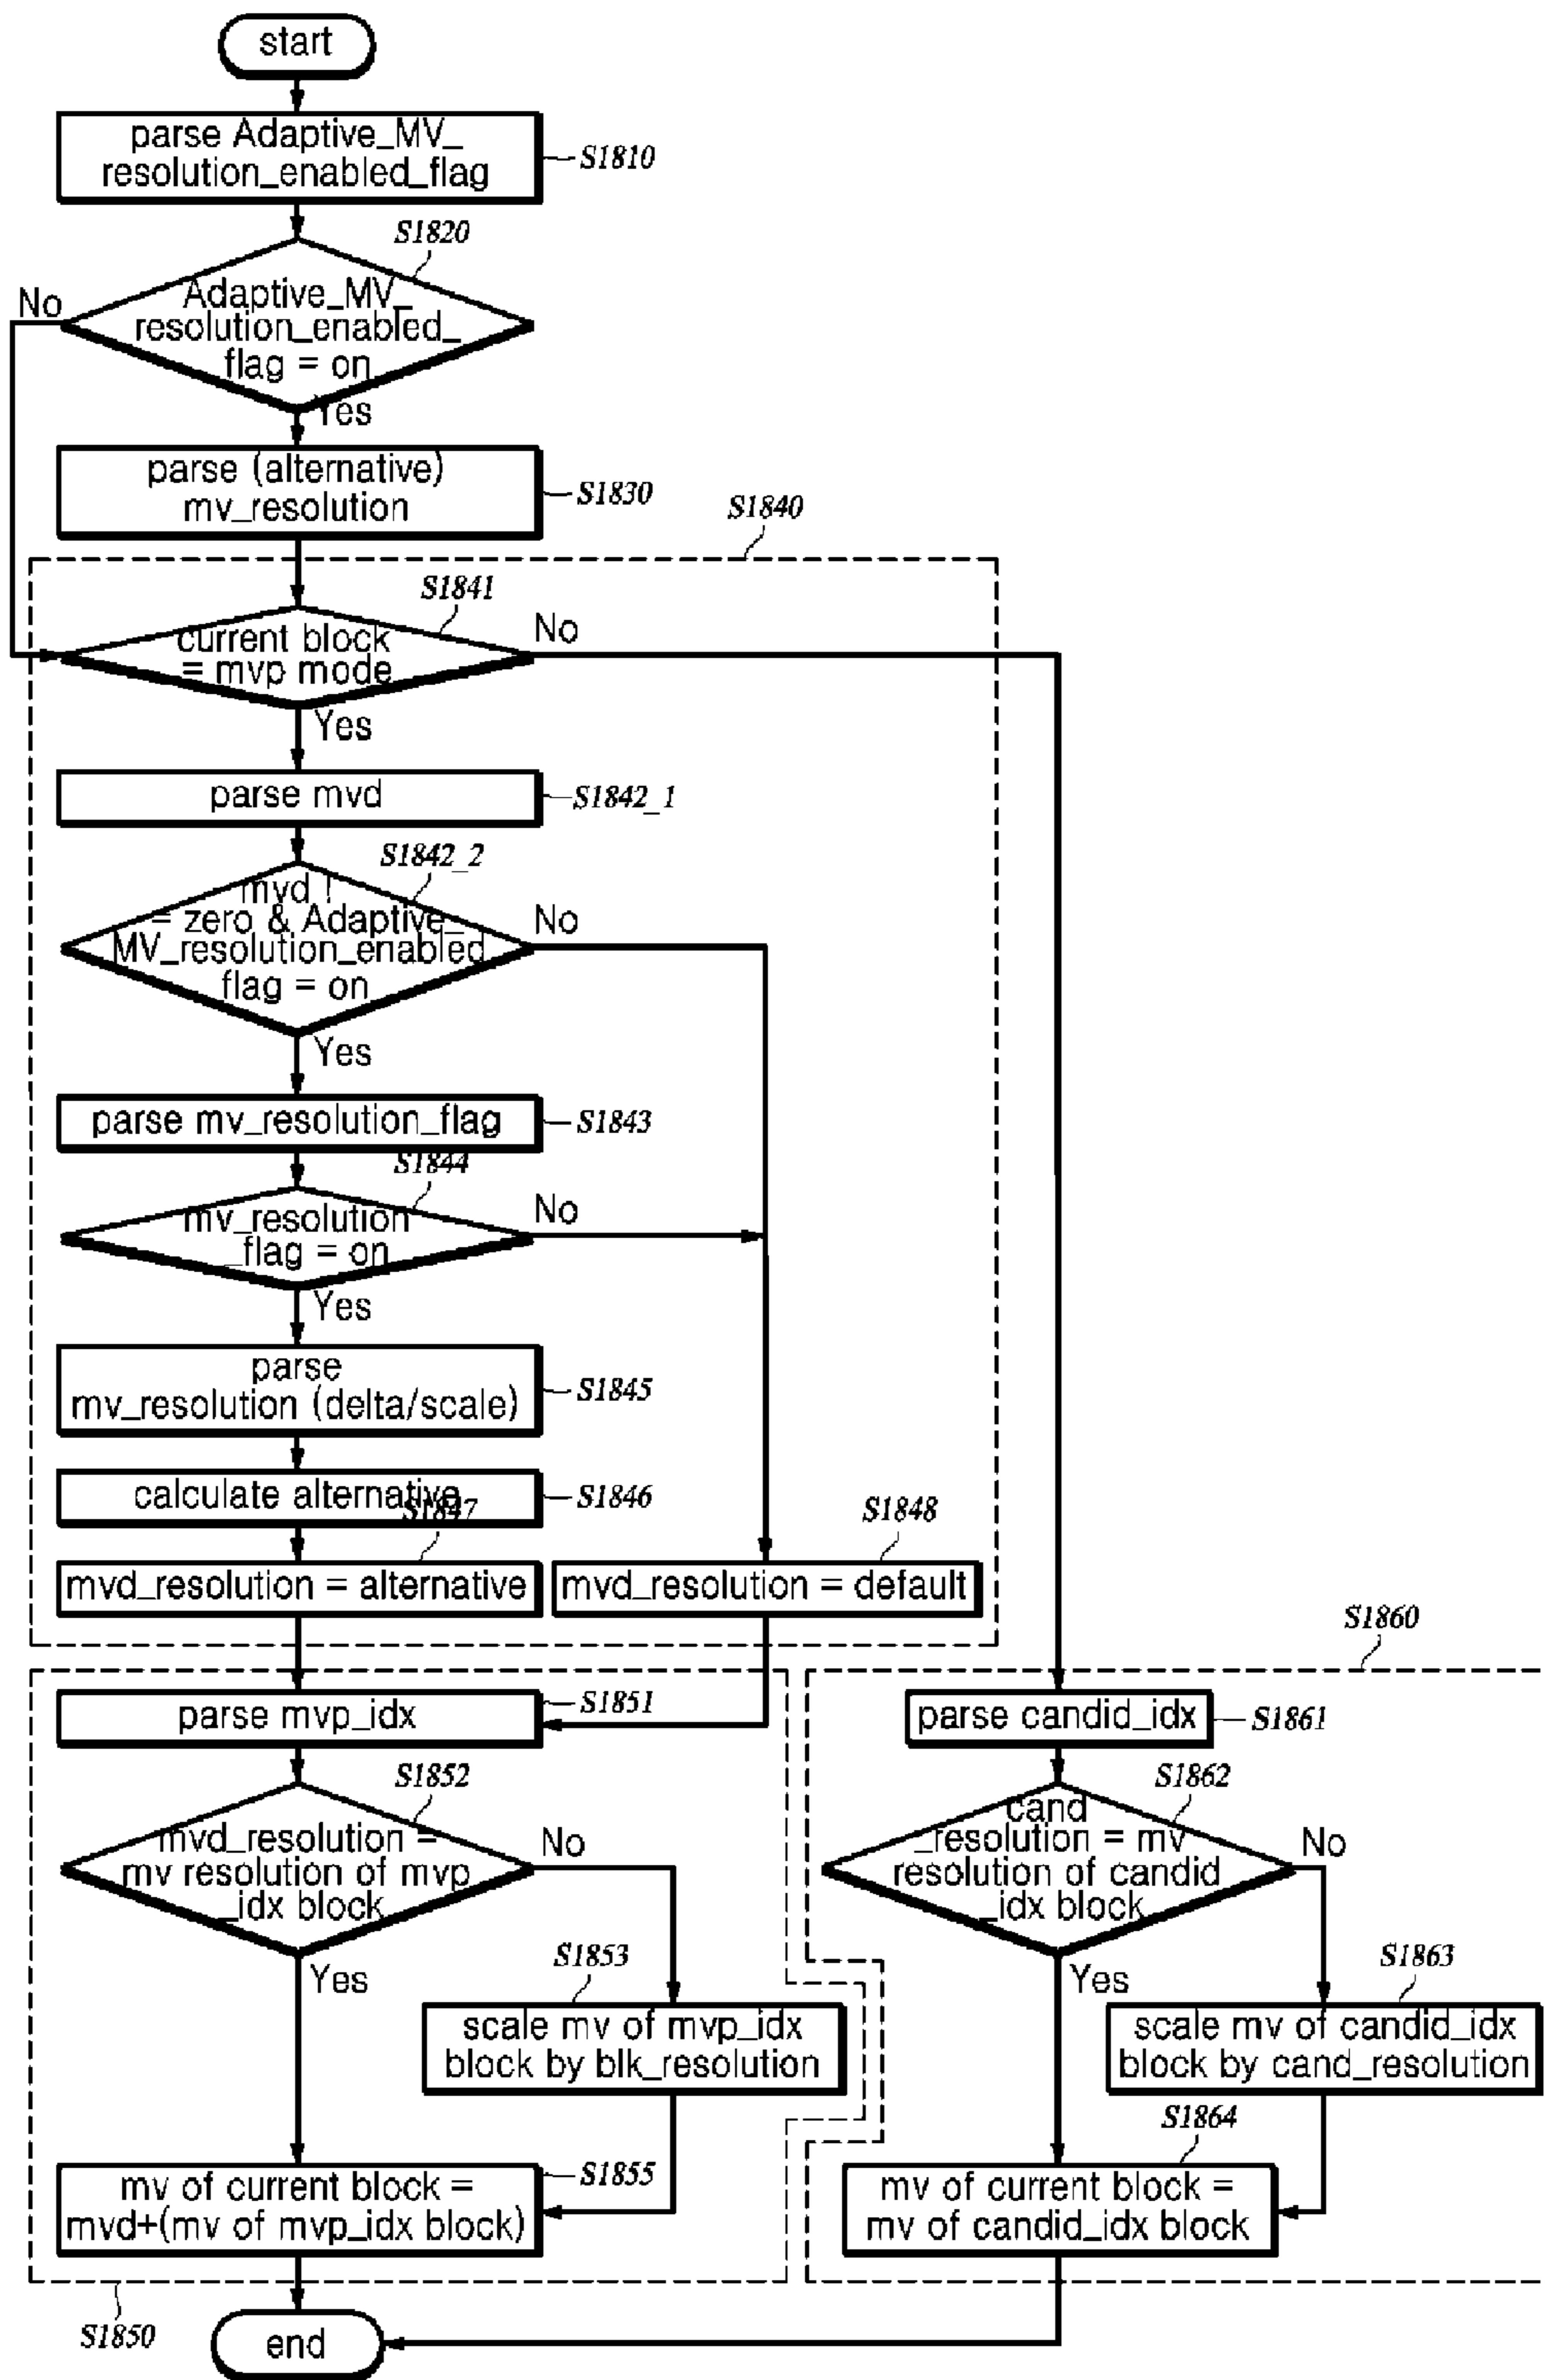 start
parse Adaptive_MV_
resolution_enabled_flag
S1810
S1820
No
Adaptive_MV_
resolution_enabled_
flag = on
Yes
parse (alternative)
mv_resolution
S1830
S1840
S1841
current block
= mvp mode
No
Yes
parse mvd
S1842_1
S1842_2
mvd !
= zero & Adaptive_
MV_resolution_enabled
flag = on
No
Yes
parse mv_resolution_flag
S1843
S1844
mv_resolution
_flag = on
No
Yes
parse
mv_resolution (delta/scale)
S1845
calculate alternative
S1846
S1847
mvd_resolution = alternative
S1848
mvd_resolution = default
S1860
parse mvp_idx
S1851
parse candid_idx
S1861
S1852
mvd_resolution =
mv resolution of mvp
_idx block
No
Yes
S1862
cand
_resolution = mv
resolution of candid
_idx block
No
Yes
S1853
scale mv of mvp_idx
block by blk_resolution
S1863
scale mv of candid_idx
block by cand_resolution
mv of current block =
mvd+(mv of mvp_idx block)
S1855
S1864
mv of current block =
mv of candid_idx block
S1850
end